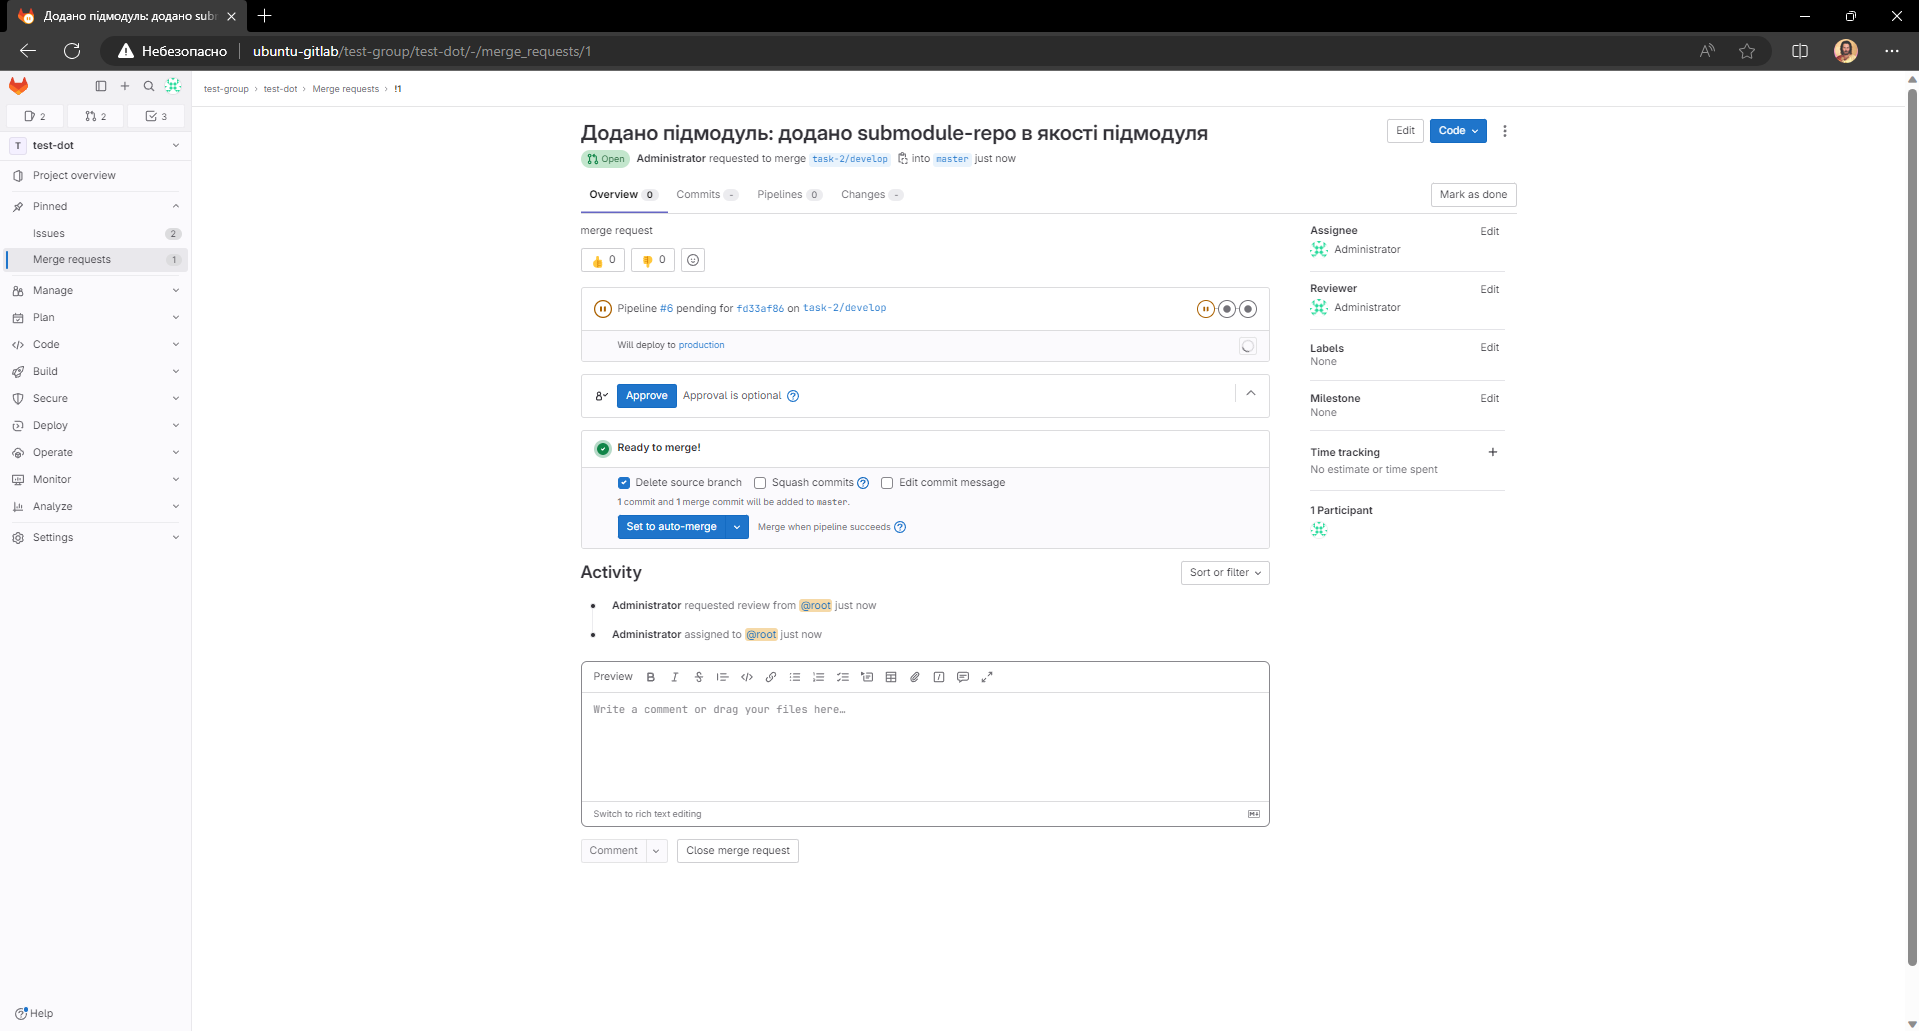 Додано підмодуль: додано sub
Небезопасно
ubuntu-gitlab/test-group/test-dot/-/merge_requests/1
2
2
3
T test-dot
Project overview
Pinned
Issues 2
Merge requests 1
Manage
Plan
Code
Build
Secure
Deploy
Operate
Monitor
Analyze
Settings
Help
test-group › test-dot › Merge requests › !1
Додано підмодуль: додано submodule-repo в якості підмодуля
Edit
Code
Open Administrator requested to merge task-2/develop into master just now
Overview 0
Commits -
Pipelines 0
Changes -
Mark as done
merge request
0
0
Pipeline #6 pending for fd33af86 on task-2/develop
Will deploy to production
Approve Approval is optional
Ready to merge!
Delete source branch Squash commits Edit commit message
1 commit and 1 merge commit will be added to master.
Set to auto-merge Merge when pipeline succeeds
Activity
Sort or filter
Administrator requested review from @root just now
Administrator assigned to @root just now
Preview
Write a comment or drag your files here…
Switch to rich text editing
Comment
Close merge request
Assignee Edit
Administrator
Reviewer Edit
Administrator
Labels Edit
None
Milestone Edit
None
Time tracking +
No estimate or time spent
1 Participant